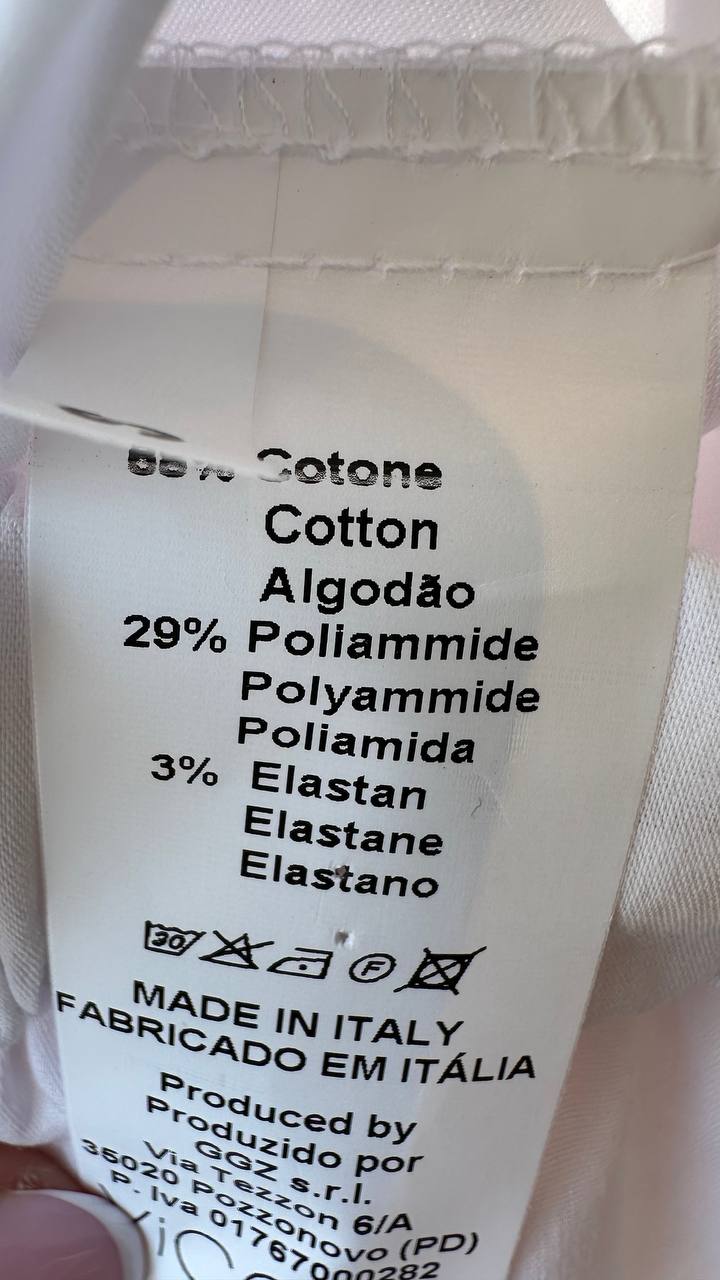 Cotone
Cotton
Algodão
29% Poliammide
Polyammide
Poliamida
3% Elastan
Elastane
Elastano
30
F
MADE IN ITALY
FABRICADO EM ITÁLIA
Produced by
Produzido por
GGZ s.r.l.
Via Tezzon 6/A
35020 Pozzonovo (PD)
P. Iva 01767000282